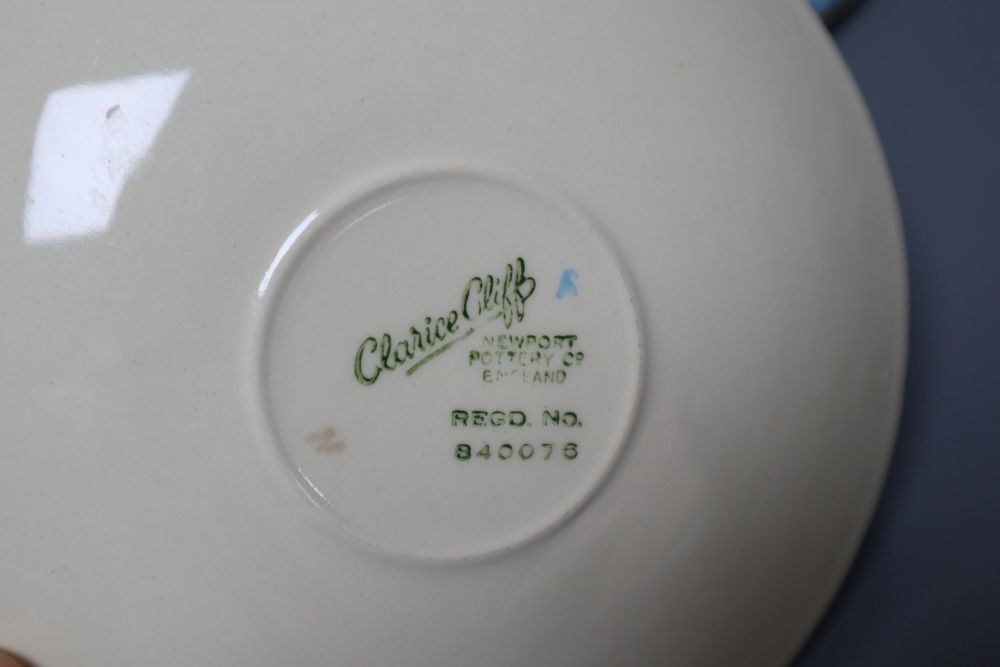 Clarice Cliff
NEWPORT
POTTERY Cº
ENGLAND
REGD. No.
840076